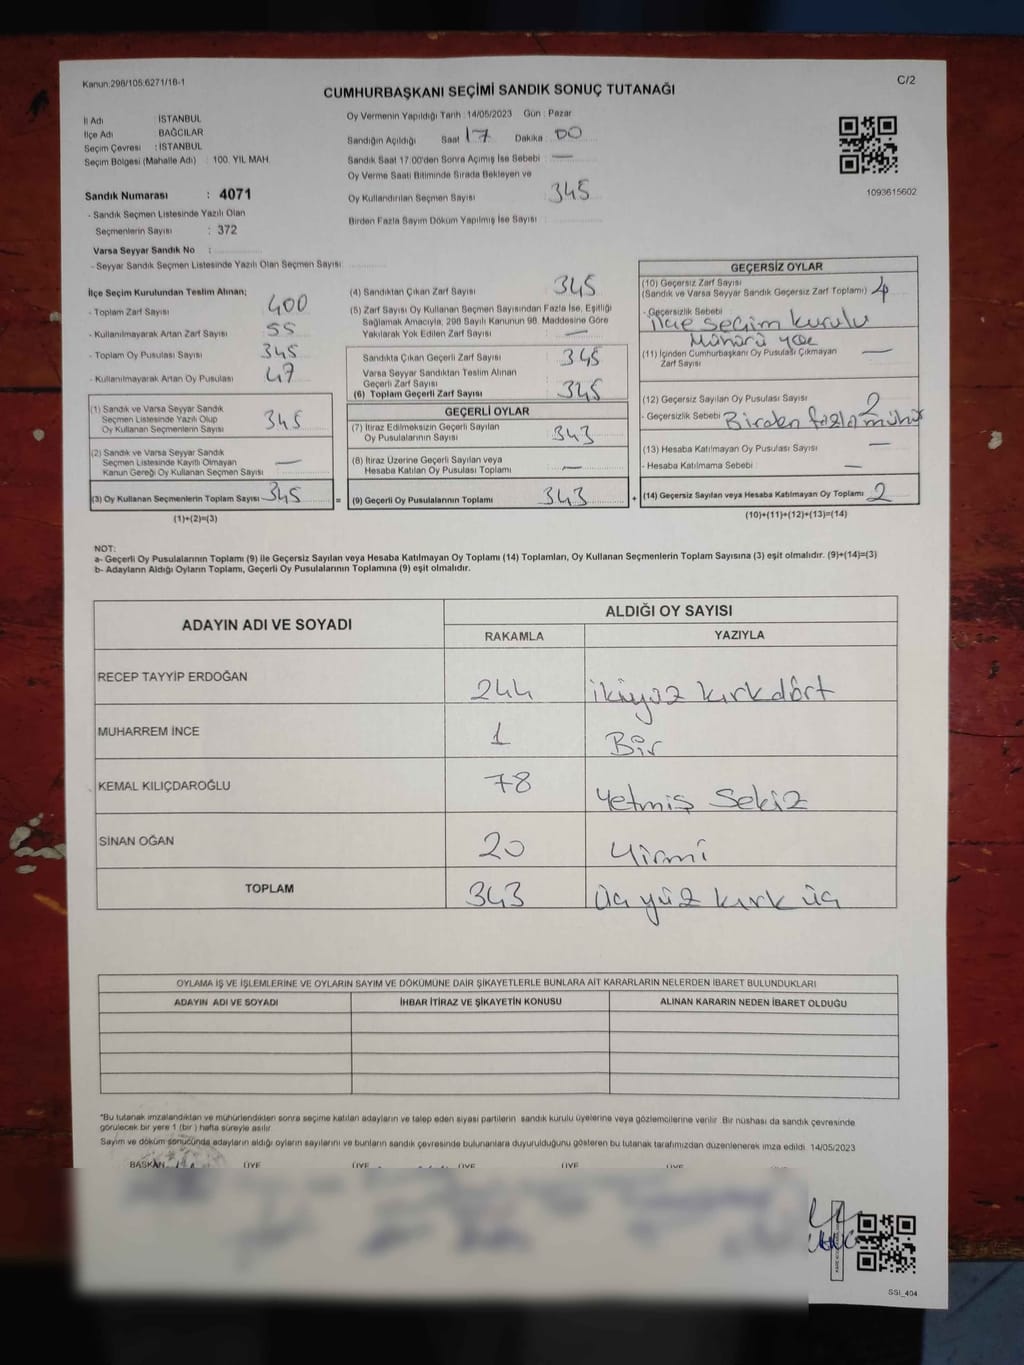 Kanun:298/105:6271/18-1
C/2
CUMHURBAŞKANI SEÇİMİ SANDIK SONUÇ TUTANAĞI
İl Adı : İSTANBUL
İlçe Adı : BAĞCILAR
Seçim Çevresi : İSTANBUL
Seçim Bölgesi (Mahalle Adı) : 100. YIL MAH.
Sandık Numarası : 4071
- Sandık Seçmen Listesinde Yazılı Olan
Seçmenlerin Sayısı : 372
Varsa Seyyar Sandık No :
- Seyyar Sandık Seçmen Listesinde Yazılı Olan Seçmen Sayısı:
Oy Vermenin Yapıldığı Tarih : 14/05/2023 Gün : Pazar
Sandığın Açıldığı Saat 17 Dakika : 00
Sandık Saat 17.00'den Sonra Açımış İse Sebebi : —
Oy Verme Saati Bitiminde Sırada Bekleyen ve
Oy Kullandırılan Seçmen Sayısı : 345
Birden Fazla Sayım Döküm Yapılmış İse Sayısı :
1093615602
İlçe Seçim Kurulundan Teslim Alınan;
- Toplam Zarf Sayısı : 400
- Kullanılmayarak Artan Zarf Sayısı : 55
- Toplam Oy Pusulası Sayısı : 345
- Kullanılmayarak Artan Oy Pusulası : 47
(1) Sandık ve Varsa Seyyar Sandık
Seçmen Listesinde Yazılı Olup
Oy Kullanan Seçmenlerin Sayısı : 345
(2) Sandık ve Varsa Seyyar Sandık
Seçmen Listesinde Kayıtlı Olmayan
Kanun Gereği Oy Kullanan Seçmen Sayısı : —
(3) Oy Kullanan Seçmenlerin Toplam Sayısı : 345
(1)+(2)=(3)
(4) Sandıktan Çıkan Zarf Sayısı : 345
(5) Zarf Sayısı Oy Kullanan Seçmen Sayısından Fazla İse, Eşitliği
Sağlamak Amacıyla, 298 Sayılı Kanunun 98. Maddesine Göre
Yakılarak Yok Edilen Zarf Sayısı : —
Sandıkta Çıkan Geçerli Zarf Sayısı : 345
Varsa Seyyar Sandıktan Teslim Alınan
Geçerli Zarf Sayısı :
(6) Toplam Geçerli Zarf Sayısı : 345
GEÇERLİ OYLAR
(7) İtiraz Edilmeksizin Geçerli Sayılan
Oy Pusulalarının Sayısı : 343
(8) İtiraz Üzerine Geçerli Sayılan veya
Hesaba Katılan Oy Pusulası Toplamı : —
= (9) Geçerli Oy Pusulalarının Toplamı : 343 +
GEÇERSİZ OYLAR
(10) Geçersiz Zarf Sayısı
(Sandık ve Varsa Seyyar Sandık Geçersiz Zarf Toplamı) : 4
- Geçersizlik Sebebi
ilçe seçim kurulu
Mühürü yok
(11) İçinden Cumhurbaşkanı Oy Pusulası Çıkmayan
Zarf Sayısı : —
(12) Geçersiz Sayılan Oy Pusulası Sayısı : 2
- Geçersizlik Sebebi : Birden fazla mühür
(13) Hesaba Katılmayan Oy Pusulası Sayısı : —
- Hesaba Katılmama Sebebi : —
(14) Geçersiz Sayılan veya Hesaba Katılmayan Oy Toplamı : 2
(10)+(11)+(12)+(13)=(14)
NOT:
a- Geçerli Oy Pusulalarının Toplamı (9) ile Geçersiz Sayılan veya Hesaba Katılmayan Oy Toplamı (14) Toplamları, Oy Kullanan Seçmenlerin Toplam Sayısına (3) eşit olmalıdır. (9)+(14)=(3)
b- Adayların Aldığı Oyların Toplamı, Geçerli Oy Pusulalarının Toplamına (9) eşit olmalıdır.
ADAYIN ADI VE SOYADI
ALDIĞI OY SAYISI
RAKAMLA YAZIYLA
RECEP TAYYİP ERDOĞAN 244 ikiyüz kırk dört
MUHARREM İNCE 1 Bir
KEMAL KILIÇDAROĞLU 78 Yetmiş Sekiz
SİNAN OĞAN 20 Yirmi
TOPLAM 343 Üç yüz kırk üç
OYLAMA İŞ VE İŞLEMLERİNE VE OYLARIN SAYIM VE DÖKÜMÜNE DAİR ŞİKAYETLERLE BUNLARA AİT KARARLARIN NELERDEN İBARET BULUNDUKLARI
ADAYIN ADI VE SOYADI İHBAR İTİRAZ VE ŞİKAYETİN KONUSU ALINAN KARARIN NEDEN İBARET OLDUĞU
*Bu tutanak imzalandıktan ve mühürlendikten sonra seçime katılan adayların ve talep eden siyasi partilerin sandık kurulu üyelerine veya gözlemcilerine verilir. Bir nüshası da sandık çevresinde
görülecek bir yere 1 (bir ) hafta süreyle asılır.
Sayım ve döküm sonucunda adayların aldığı oyların sayılarını ve bunların sandık çevresinde bulunanlara duyurulduğunu gösteren bu tutanak tarafımızdan düzenlenerek imza edildi. 14/05/2023
BAŞKAN ÜYE ÜYE ÜYE ÜYE ÜYE
SSI_404